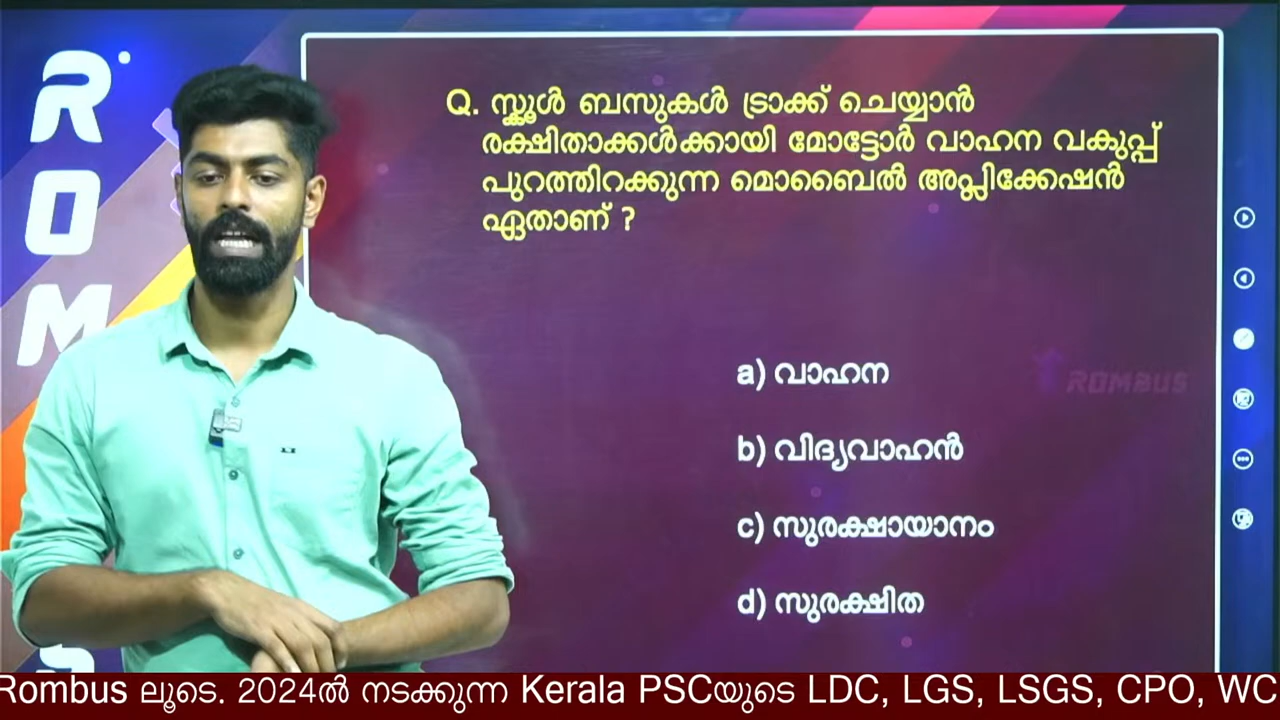 R
O
M
Q. സ്കൂൾ ബസുകൾ ട്രാക്ക് ചെയ്യാൻ
രക്ഷിതാക്കൾക്കായി മോട്ടോർ വാഹന വകുപ്പ്
പുറത്തിറക്കുന്ന മൊബൈൽ അപ്ലിക്കേഷൻ
ഏതാണ് ?
a) വാഹന
b) വിദ്യവാഹൻ
ROMBUS
c) സുരക്ഷായാനം
d) സുരക്ഷിത
Rombus ലൂടെ. 2024ൽ നടക്കുന്ന Kerala PSCയുടെ LDC, LGS, LSGS, CPO, WC